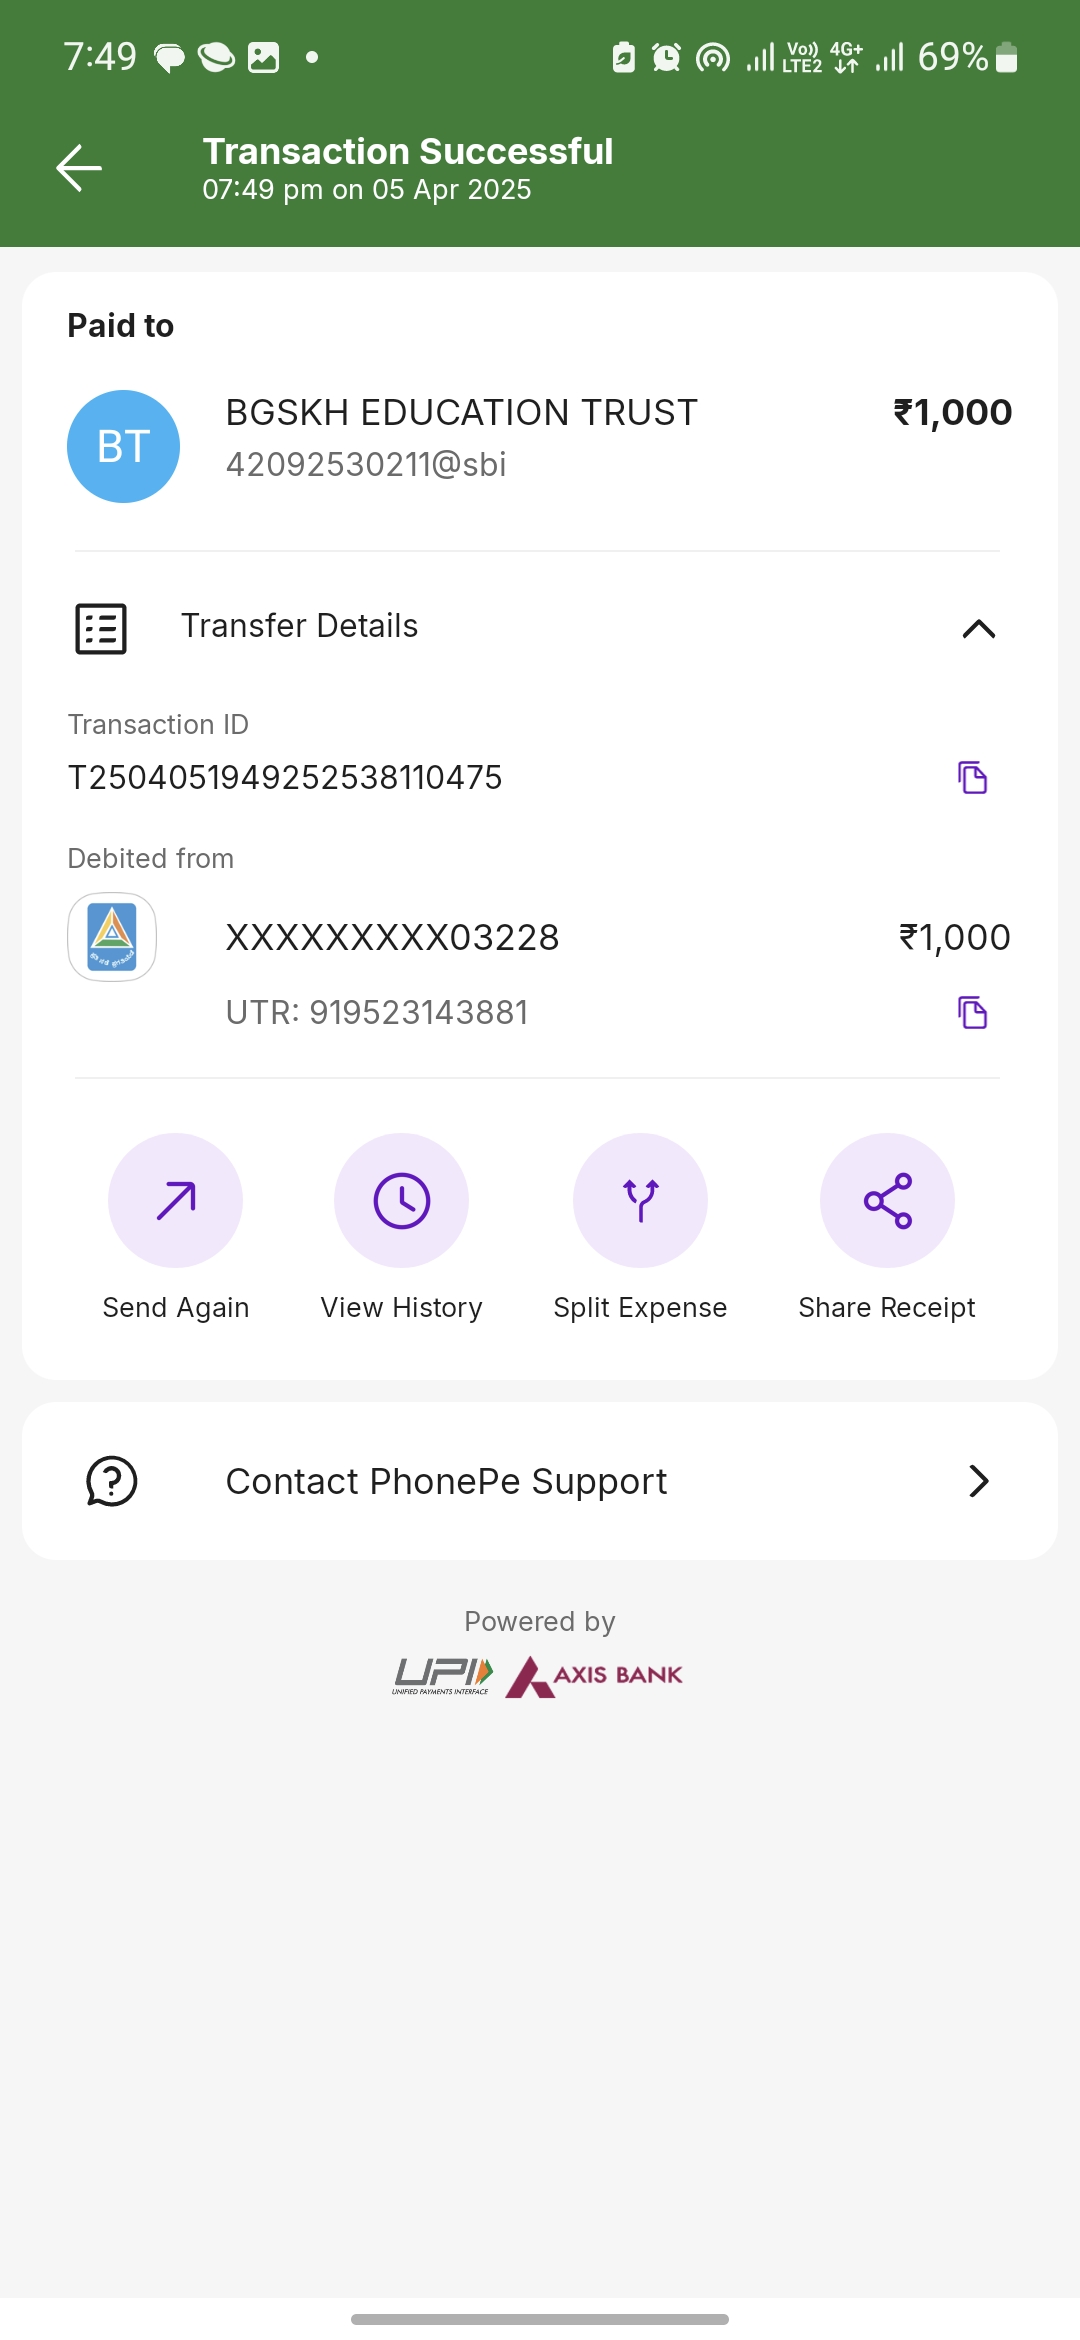 7:49
Vo)) LTE2 4G+ 69%
Transaction Successful
07:49 pm on 05 Apr 2025
Paid to
BT
BGSKH EDUCATION TRUST ₹1,000
42092530211@sbi
Transfer Details
Transaction ID
T2504051949252538110475
Debited from
XXXXXXXXX03228 ₹1,000
UTR: 919523143881
Send Again View History Split Expense Share Receipt
Contact PhonePe Support
Powered by
UPI AXIS BANK
UNIFIED PAYMENTS INTERFACE